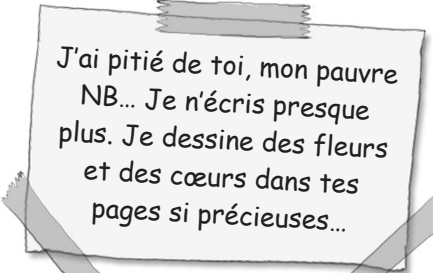 J’ai pitié de toi, mon pauvre
NB… Je n’écris presque
plus. Je dessine des fleurs
et des cœurs dans tes
pages si précieuses…